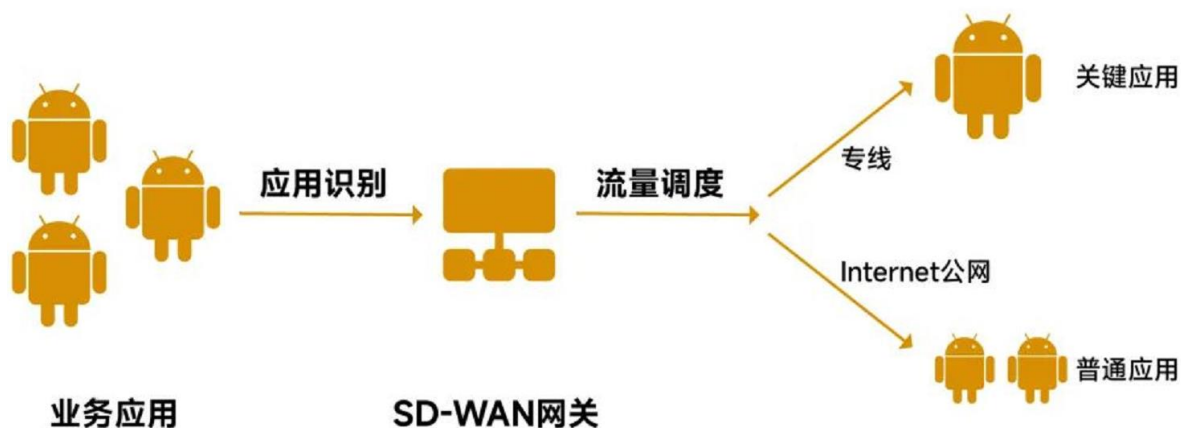 关键应用
专线
应用识别
流量调度
Internet公网
普通应用
业务应用
SD-WAN网关